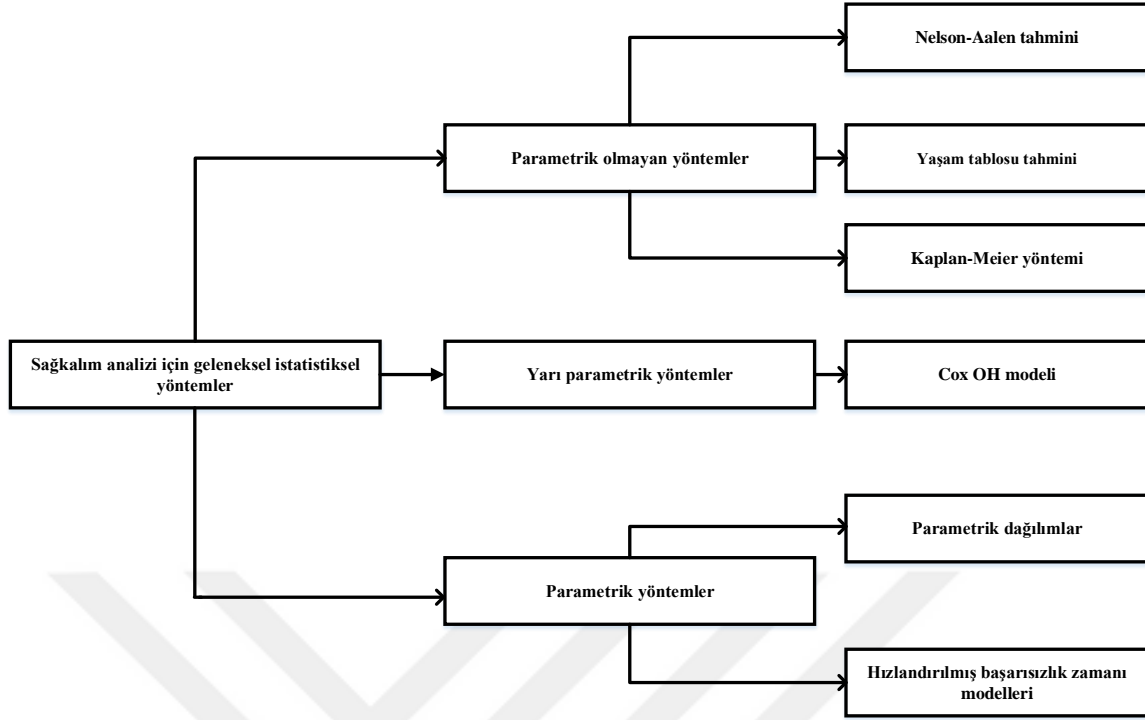 Nelson-Aalen tahmini
Parametrik olmayan yöntemler
Yaşam tablosu tahmini
Kaplan-Meier yöntemi
Sağkalım analizi için geleneksel istatistiksel
yöntemler
Yarı parametrik yöntemler
Cox OH modeli
Parametrik dağılımlar
Parametrik yöntemler
Hızlandırılmış başarısızlık zamanı
modelleri